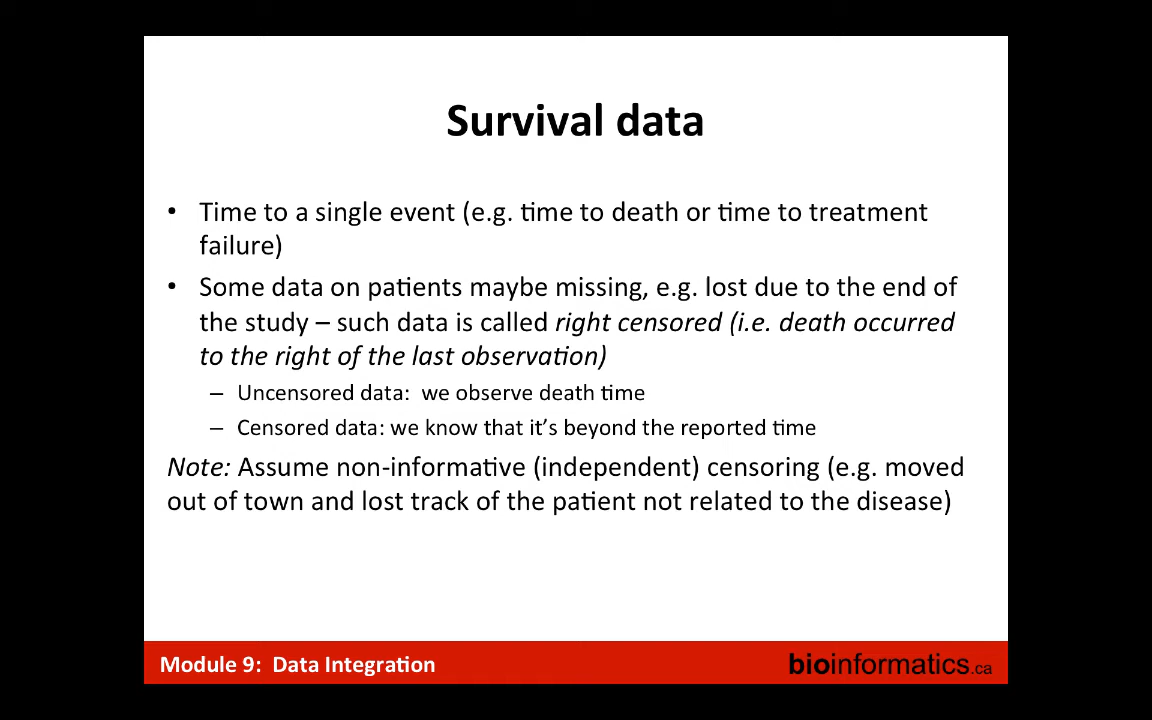 Survival data
• Time to a single event (e.g. time to death or time to treatment
failure)
• Some data on patients maybe missing, e.g. lost due to the end of
the study – such data is called right censored (i.e. death occurred
to the right of the last observation)
– Uncensored data:  we observe death time
– Censored data: we know that it’s beyond the reported time
Note: Assume non-informative (independent) censoring (e.g. moved
out of town and lost track of the patient not related to the disease)
Module 9:  Data Integration
bioinformatics.ca